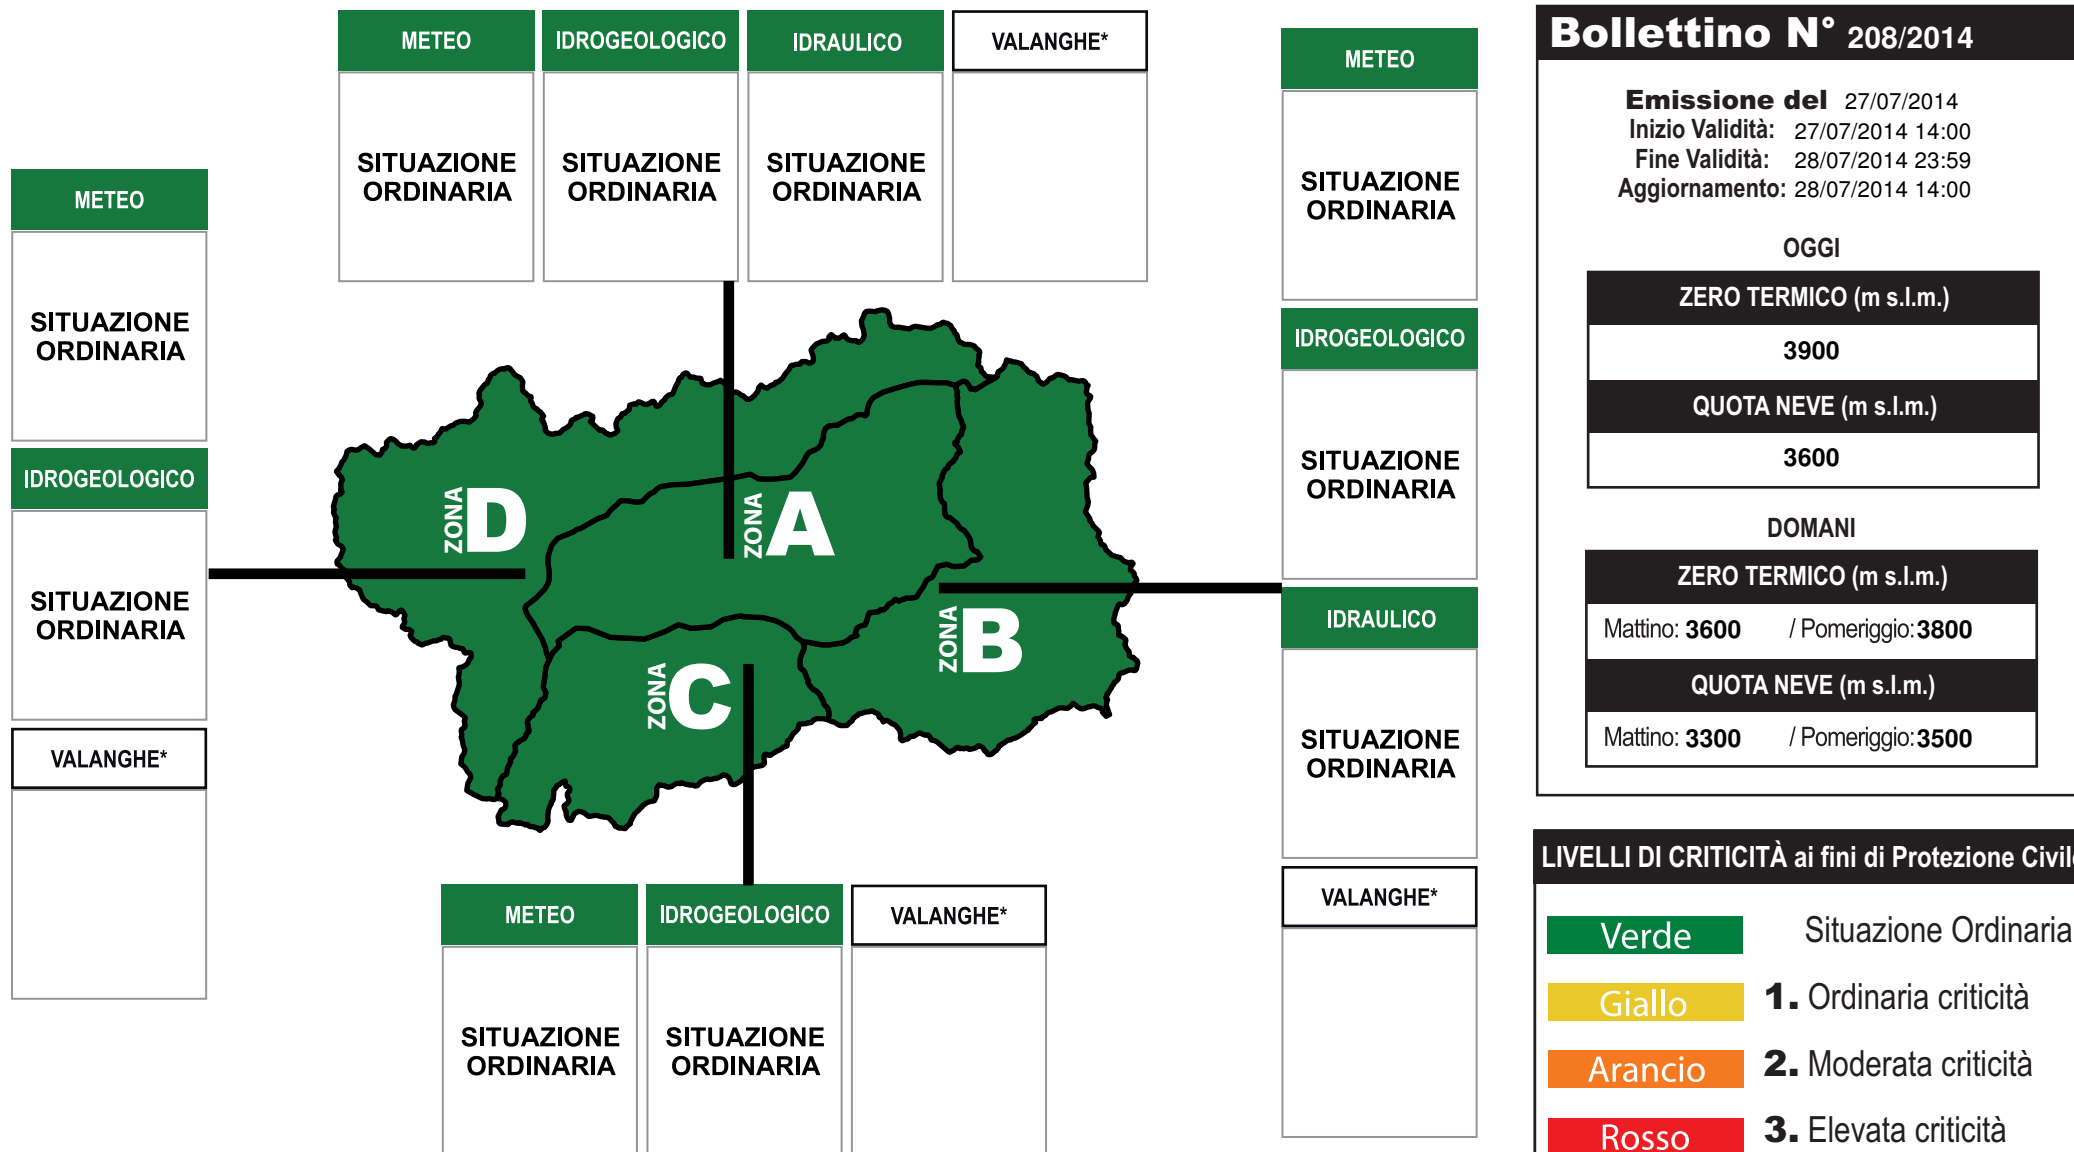 METEO
IDROGEOLOGICO
IDRAULICO
VALANGHE*
SITUAZIONE
ORDINARIA
SITUAZIONE
ORDINARIA
SITUAZIONE
ORDINARIA
METEO
SITUAZIONE
ORDINARIA
IDROGEOLOGICO
SITUAZIONE
ORDINARIA
VALANGHE*
ZONA D
ZONA A
ZONA B
ZONA C
METEO
SITUAZIONE
ORDINARIA
IDROGEOLOGICO
SITUAZIONE
ORDINARIA
IDRAULICO
SITUAZIONE
ORDINARIA
VALANGHE*
METEO
IDROGEOLOGICO
VALANGHE*
SITUAZIONE
ORDINARIA
SITUAZIONE
ORDINARIA
Bollettino N° 208/2014
Emissione del 27/07/2014
Inizio Validità: 27/07/2014 14:00
Fine Validità: 28/07/2014 23:59
Aggiornamento: 28/07/2014 14:00
OGGI
ZERO TERMICO (m s.l.m.)
3900
QUOTA NEVE (m s.l.m.)
3600
DOMANI
ZERO TERMICO (m s.l.m.)
Mattino: 3600 / Pomeriggio: 3800
QUOTA NEVE (m s.l.m.)
Mattino: 3300 / Pomeriggio: 3500
LIVELLI DI CRITICITÀ ai fini di Protezione Civile
Verde Situazione Ordinaria
Giallo 1. Ordinaria criticità
Arancio 2. Moderata criticità
Rosso 3. Elevata criticità